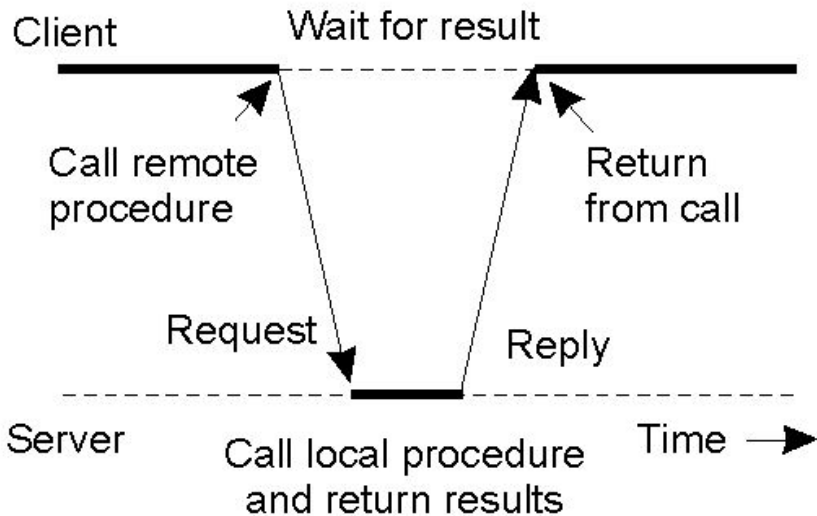 Client
Wait for result
Call remote
procedure
Return
from call
Request
Reply
Server
Call local procedure
and return results
Time